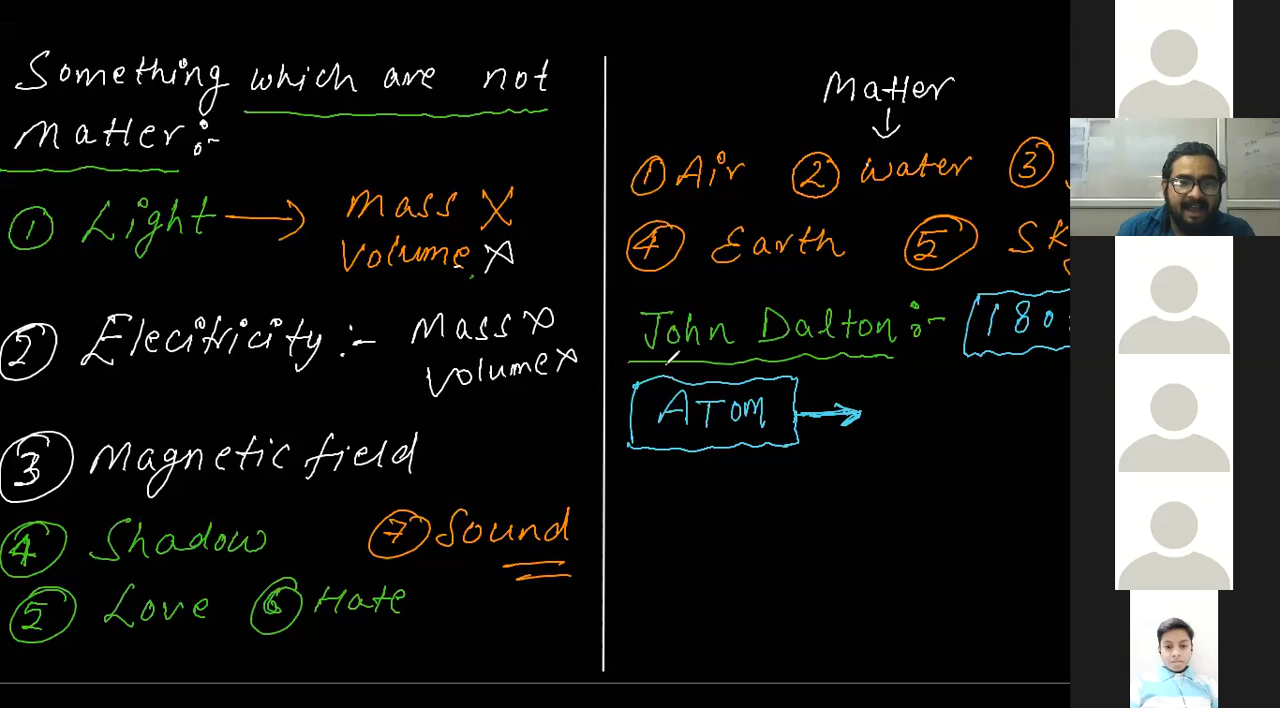 Something which are not
Matter :-
① Light → Mass X
Volume X
② Electricity :- Mass X
Volume X
③ Magnetic field
④ Shadow ⑦ Sound
⑤ Love ⑥ Hate
Matter
↓
① Air ② Water ③
④ Earth ⑤ Sk
John Dalton :- 180
ATOM →